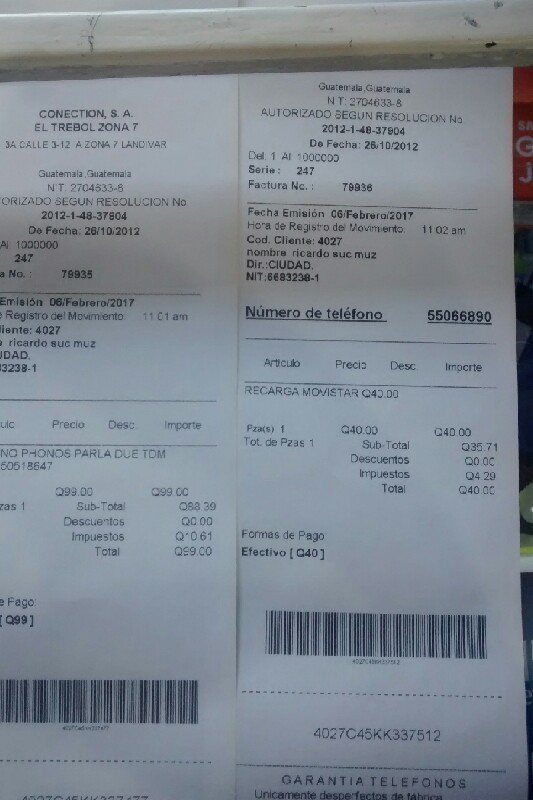 CONECTION, S. A.
EL TREBOL ZONA 7
3A CALLE 3-12 A ZONA 7 LANDIVAR
Guatemala,Guatemala
NIT: 2704633-8
TORIZADO SEGUN RESOLUCION No
2012-1-48-37904
De Fecha: 26/10/2012
Al: 1000000
247
a No. : 79935
Emisión 06/Febrero/2017
e Registro del Movimiento: 11:01 am
liente: 4027
e ricardo suc muz
UDAD.
83238-1
ulo Precio Desc. Importe
NO PHONOS PARLA DUE TDM
50518647
Q99.00 Q99.00
zas 1 Sub-Total Q88.39
Descuentos Q0.00
Impuestos Q10.61
Total Q99.00
e Pago:
[ Q99 ]
Guatemala,Guatemala
NIT: 2704633-8
AUTORIZADO SEGUN RESOLUCION No
2012-1-48-37904
De Fecha: 26/10/2012
Del: 1 Al: 1000000
Serie : 247
Factura No. : 79936
Fecha Emisión 06/Febrero/2017
Hora de Registro del Movimiento: 11:02 am
Cod. Cliente: 4027
nombre ricardo suc muz
Dir.:CIUDAD.
NIT:6683238-1
Número de teléfono 55066890
Articulo Precio Desc. Importe
RECARGA MOVISTAR Q40.00
Pza(s) 1 Q40.00 Q40.00
Tot. de Pzas 1 Sub-Total Q35.71
Descuentos Q0.00
Impuestos Q4.29
Total Q40.00
Formas de Pago:
Efectivo [ Q40 ]
4027C45KK337512
4027C45KK337512
GARANTIA TELEFONOS
Unicamente desperfectos de fábrica